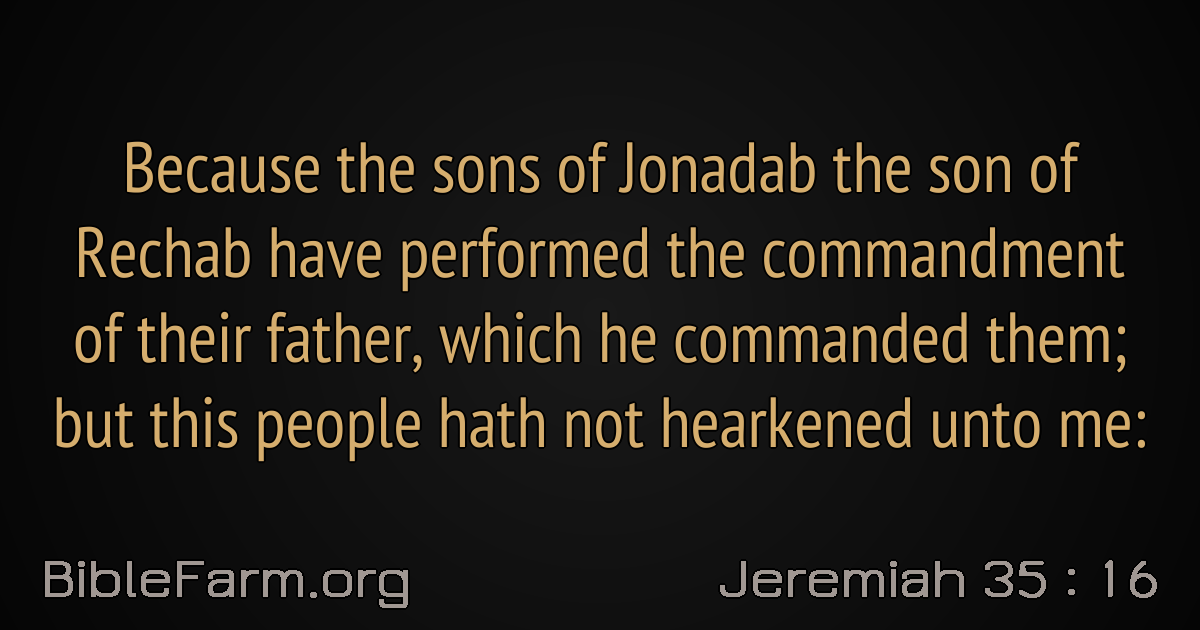 Because the sons of Jonadab the son of
Rechab have performed the commandment
of their father, which he commanded them;
but this people hath not hearkened unto me:
BibleFarm.org
Jeremiah 35 : 16